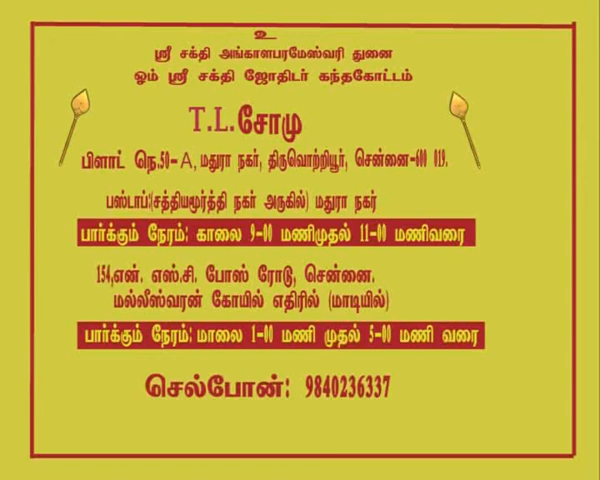 உ
ஸ்ரீ சக்தி அங்காளபரமேஸ்வரி துணை
ஓம் ஸ்ரீ சக்தி ஜோதிடர் கந்தகோட்டம்
T.L.சோமு
பிளாட் நெ.50-A, மதுரா நகர், திருவொற்றியூர், சென்னை-600 019.
பஸ்டாப்:(சத்தியமூர்த்தி நகர் அருகில்) மதுரா நகர்
பார்க்கும் நேரம்: காலை 9-00 மணிமுதல் 11-00 மணிவரை
154,என். எஸ்.சி. போஸ் ரோடு, சென்னை.
மல்லீஸ்வரன் கோயில் எதிரில் (மாடியில்)
பார்க்கும் நேரம்: மாலை 1-00 மணி முதல் 5-00 மணி வரை
செல்போன்: 9840236337